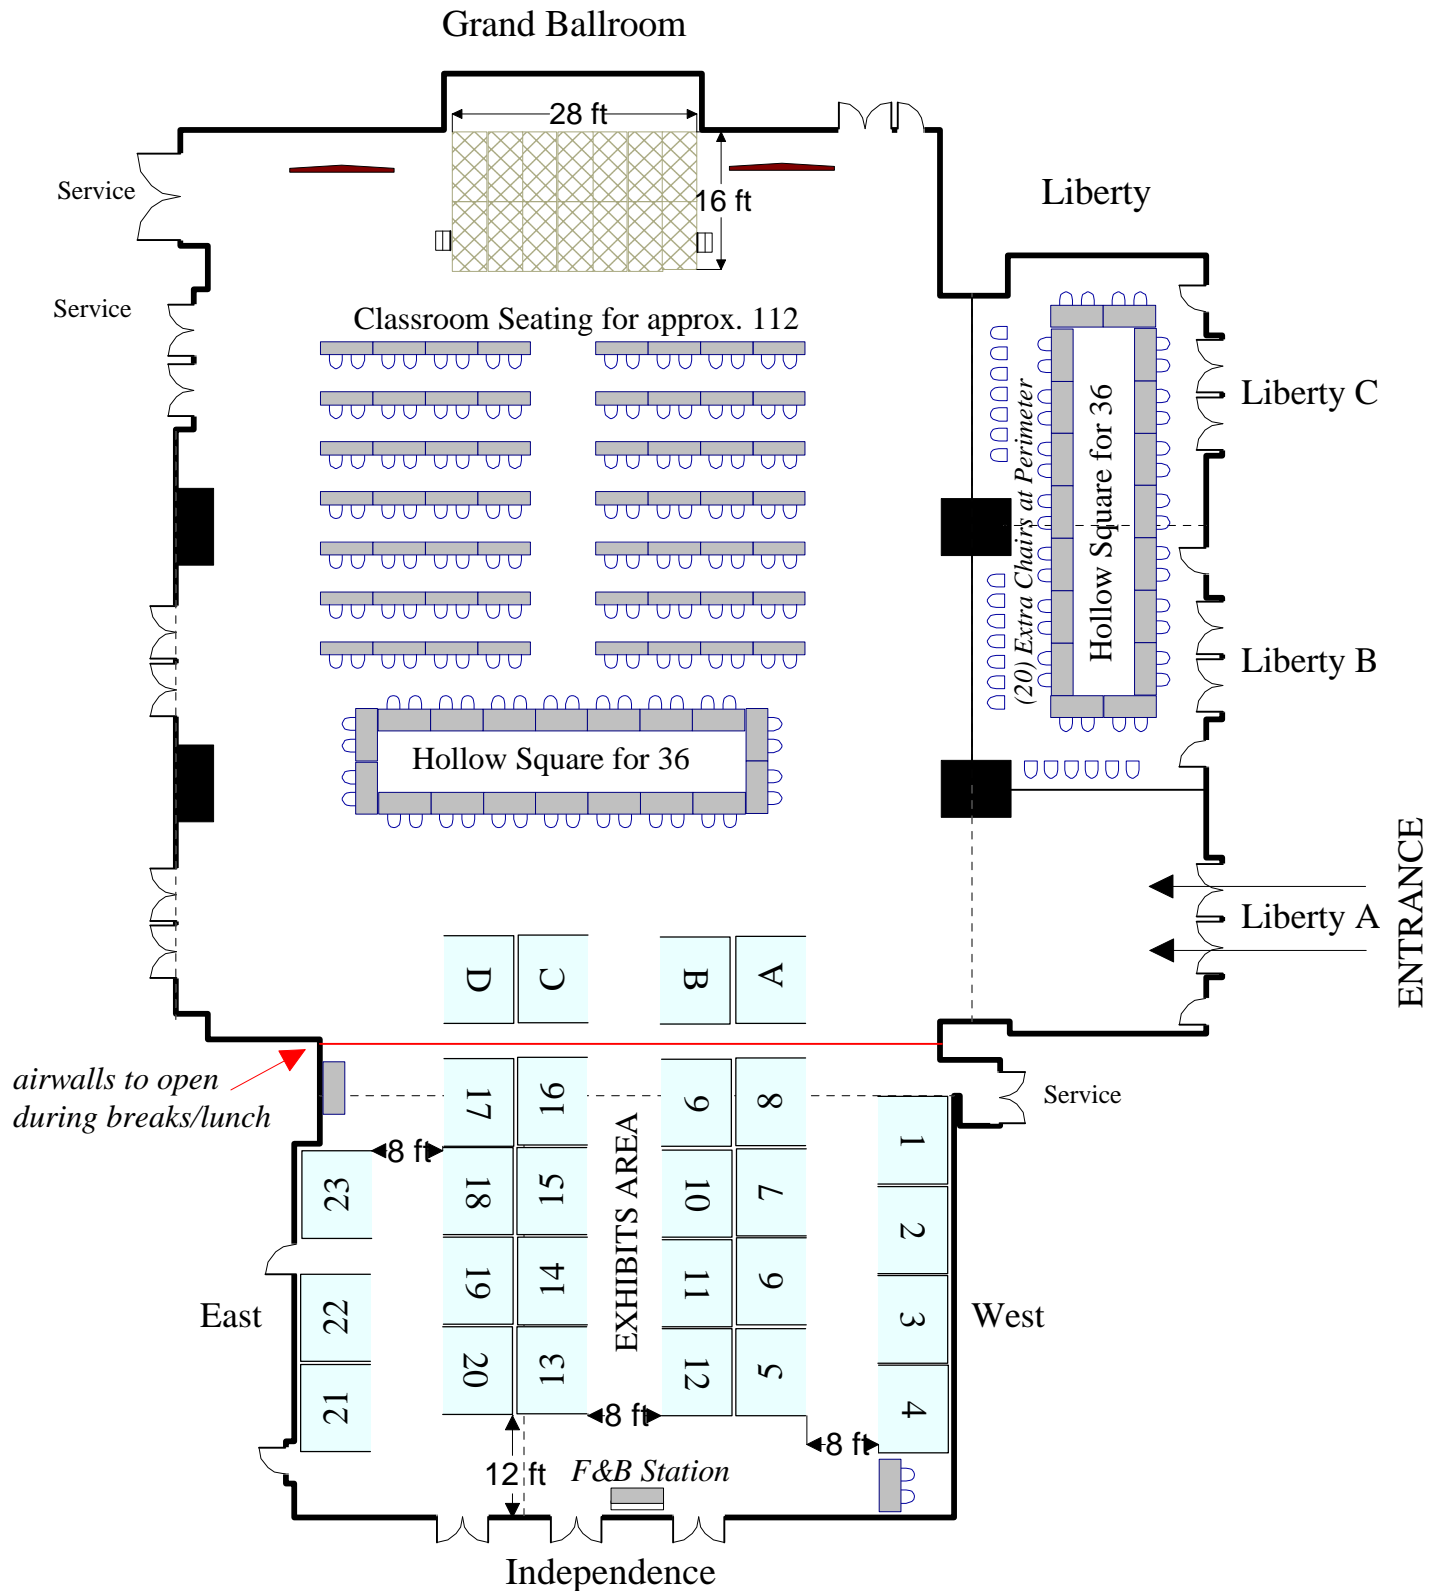 Grand Ballroom
28 ft
16 ft
Service
Liberty
Service
Classroom Seating for approx. 112
Liberty C
(20) Extra Chairs at Perimeter
Hollow Square for 36
Liberty B
Hollow Square for 36
ENTRANCE
Liberty A
D
C
B
A
airwalls to open
during breaks/lunch
Service
17
16
9
8
1
8 ft
EXHIBITS AREA
23
18
15
10
7
2
East
22
19
14
11
6
3
West
21
20
13
12
5
4
8 ft
8 ft
12 ft
F&B Station
Independence